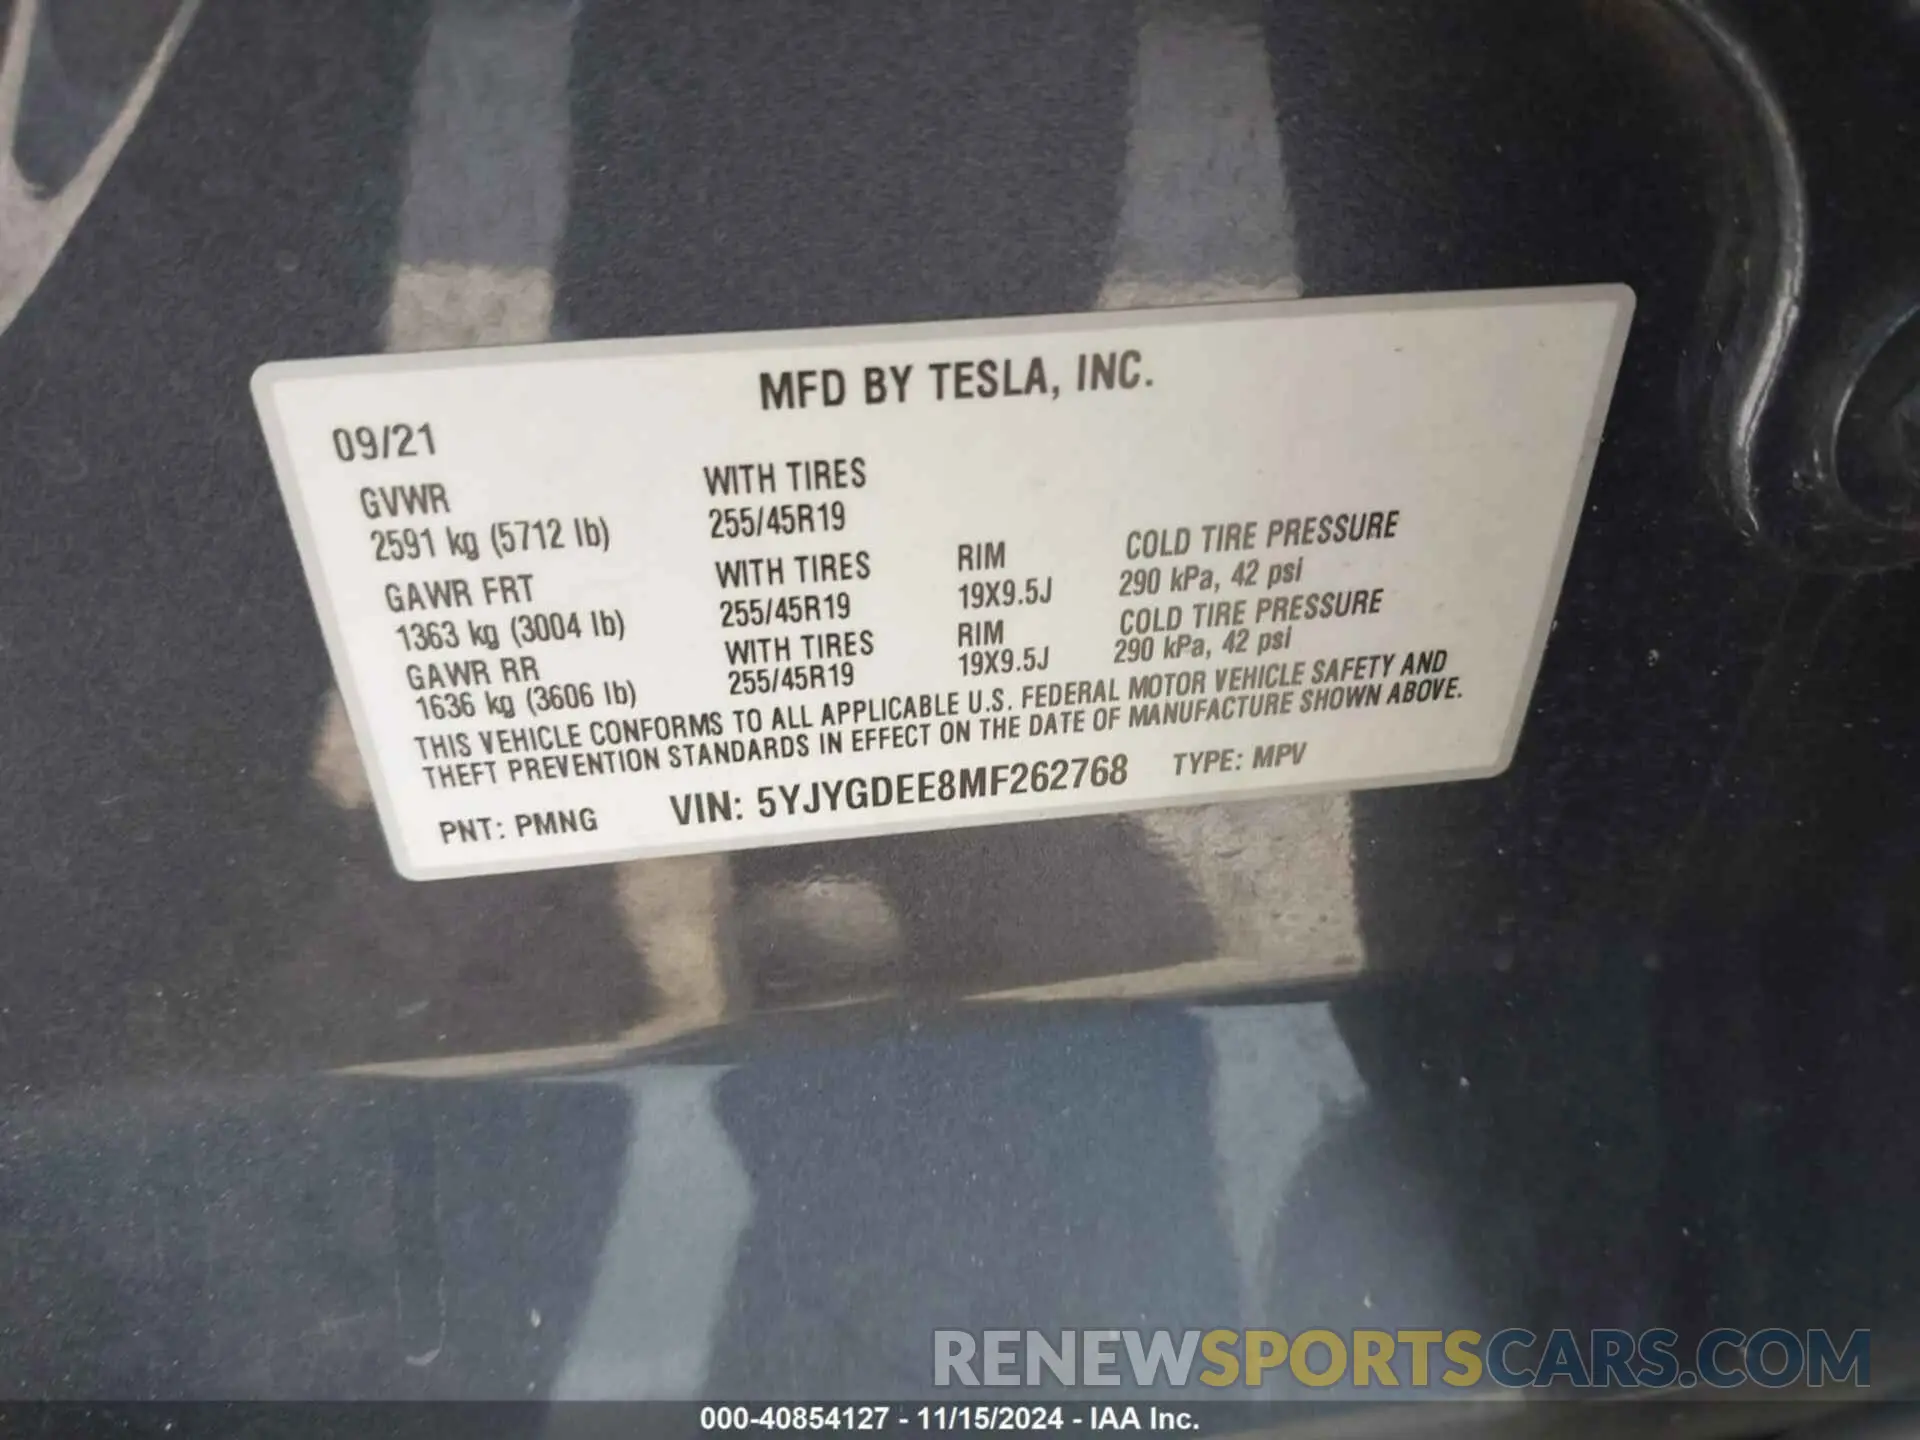 MFD BY TESLA, INC.
09/21
GVWR
2591 kg (5712 lb)
WITH TIRES
255/45R19
GAWR FRT
1363 kg (3004 lb)
WITH TIRES
255/45R19
RIM
19X9.5J
COLD TIRE PRESSURE
290 kPa, 42 psi
GAWR RR
1636 kg (3606 lb)
WITH TIRES
255/45R19
RIM
19X9.5J
COLD TIRE PRESSURE
290 kPa, 42 psi
THIS VEHICLE CONFORMS TO ALL APPLICABLE U.S. FEDERAL MOTOR VEHICLE SAFETY AND
THEFT PREVENTION STANDARDS IN EFFECT ON THE DATE OF MANUFACTURE SHOWN ABOVE.
PNT: PMNG VIN: 5YJYGDEE8MF262768 TYPE: MPV
RENEWSPORTSCARS.COM
000-40854127 - 11/15/2024 - IAA Inc.